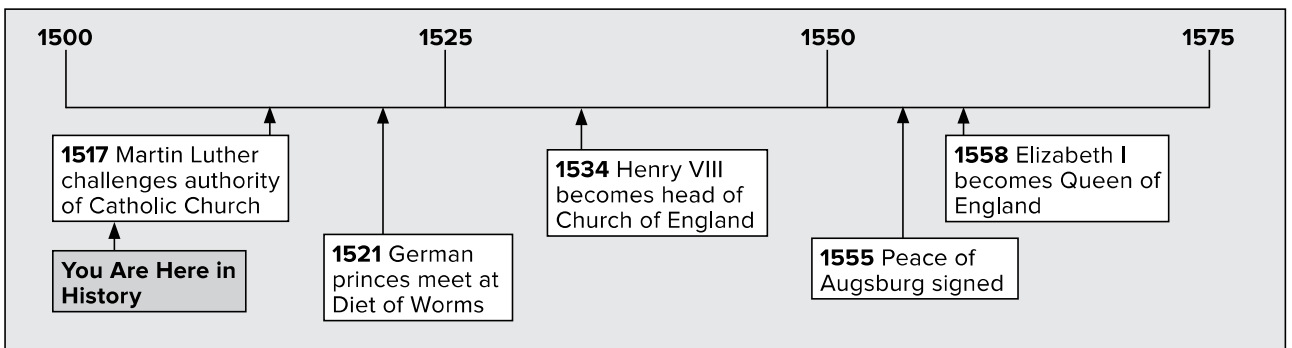 1500
1525
1550
1575
1517 Martin Luther
challenges authority
of Catholic Church
You Are Here in
History
1521 German
princes meet at
Diet of Worms
1534 Henry VIII
becomes head of
Church of England
1555 Peace of
Augsburg signed
1558 Elizabeth I
becomes Queen of
England